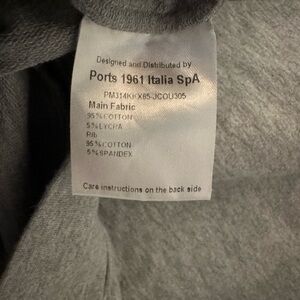 Designed and Distributed by
Ports 1961 Italia SpA
PM314KKX85-JCOU305
Main Fabric
95%COTTON
5%LYCRA
Rib
95%COTTON
5%SPANDEX
Care instructions on the back side